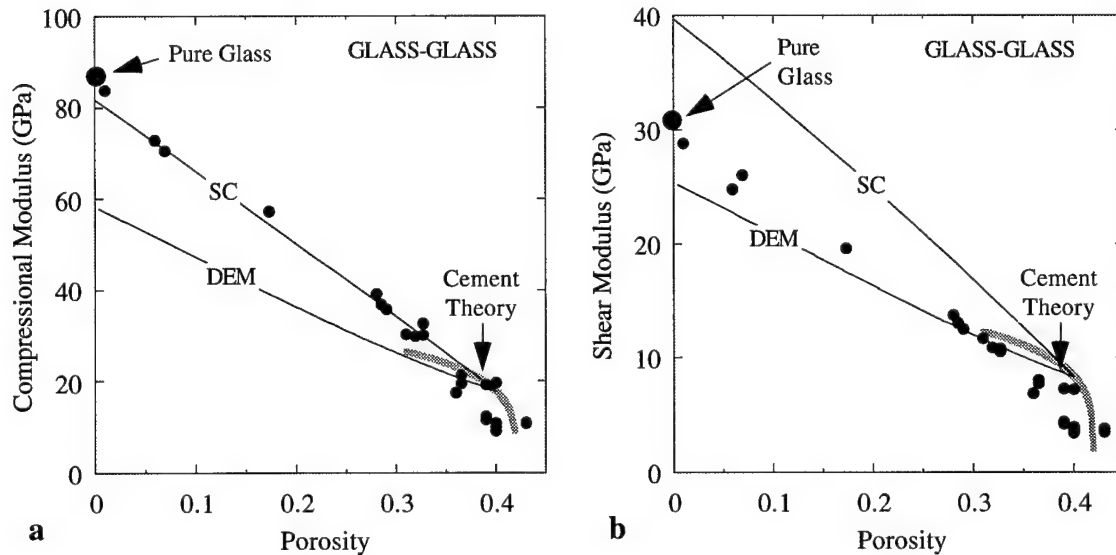 100
80
60
40
20
0
Compressional Modulus (GPa)
GLASS-GLASS
Pure Glass
SC
DEM
Cement
Theory
0
0.1
0.2
0.3
0.4
Porosity
a
40
30
20
10
0
Shear Modulus (GPa)
GLASS-GLASS
Pure
Glass
SC
DEM
Cement
Theory
0
0.1
0.2
0.3
0.4
Porosity
b